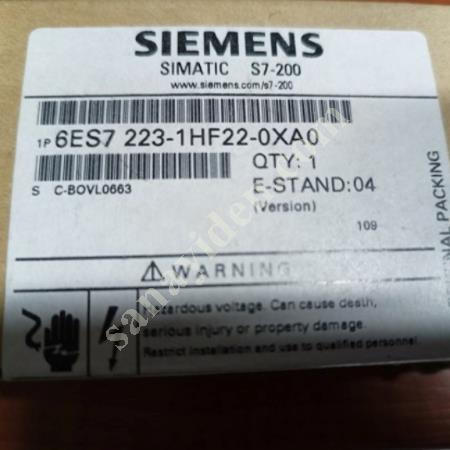 SIEMENS
SIMATIC S7-200
www.siemens.com/s7-200
1P 6ES7 223-1HF22-0XA0
QTY: 1
S C-BOVL0663
E-STAND:04
(Version)
109
WARNING
Hazardous voltage. Can cause death,
serious injury or property damage.
Restrict installation and use to qualified personnel.
PACKING
sanayiden.com